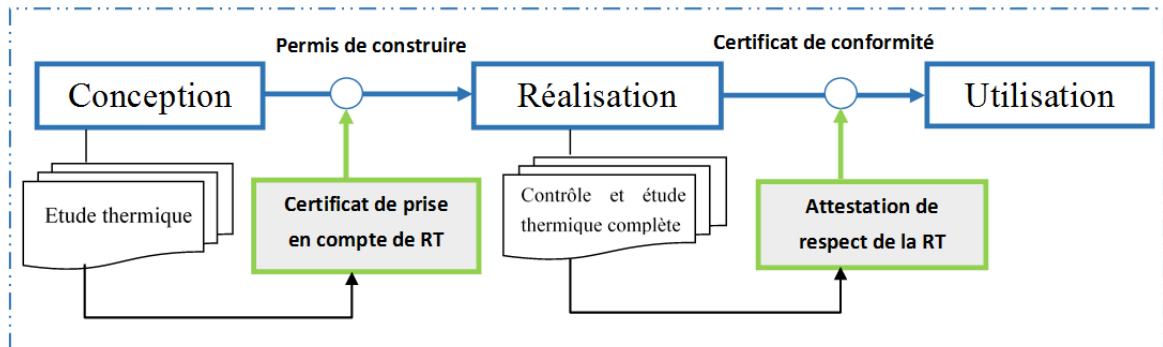 Permis de construire
Certificat de conformité
Conception
Réalisation
Utilisation
Etude thermique
Certificat de prise
en compte de RT
Contrôle et étude
thermique complète
Attestation de
respect de la RT